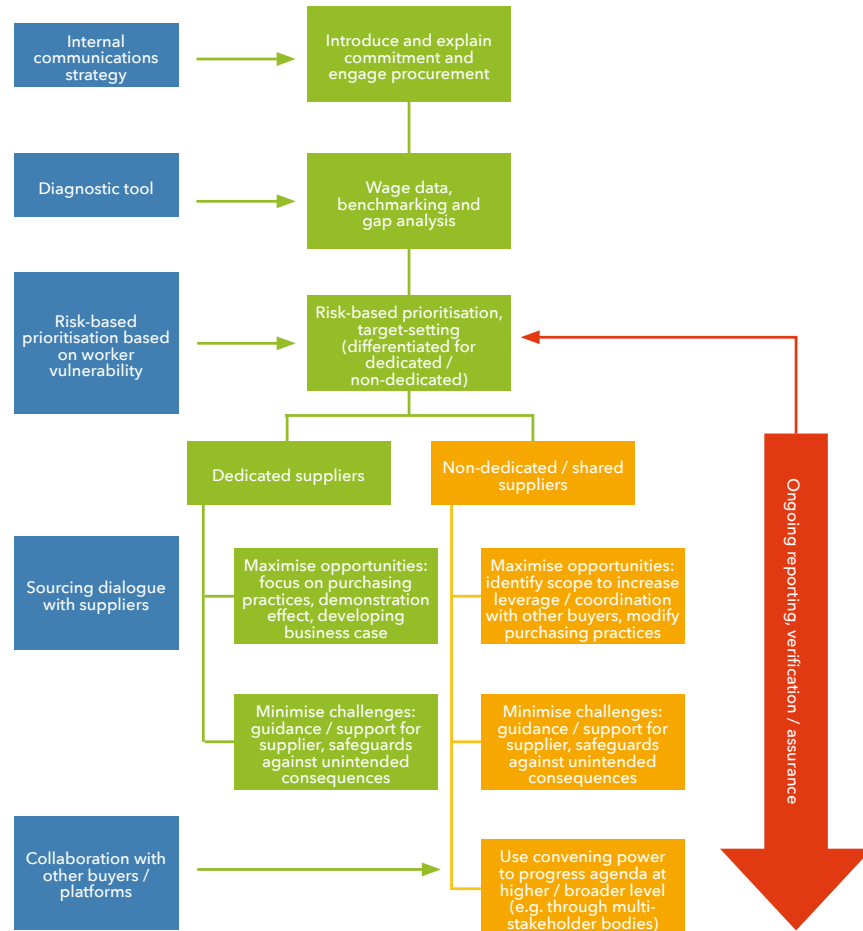 Internal
communications
strategy
Introduce and explain
commitment and
engage procurement
Diagnostic tool
Wage data,
benchmarking and
gap analysis
Risk-based
prioritisation based
on worker
vulnerability
Risk-based prioritisation,
target-setting
(differentiated for
dedicated /
non-dedicated)
Dedicated suppliers
Non-dedicated / shared
suppliers
Sourcing dialogue
with suppliers
Maximise opportunities:
focus on purchasing
practices, demonstration
effect, developing
business case
Maximise opportunities:
identify scope to increase
leverage / coordination
with other buyers, modify
purchasing practices
Minimise challenges:
guidance / support for
supplier, safeguards
against unintended
consequences
Minimise challenges:
guidance / support for
supplier, safeguards
against unintended
consequences
Collaboration with
other buyers /
platforms
Use convening power
to progress agenda at
higher / broader level
(e.g. through multi-
stakeholder bodies)
Ongoing reporting, verification / assurance